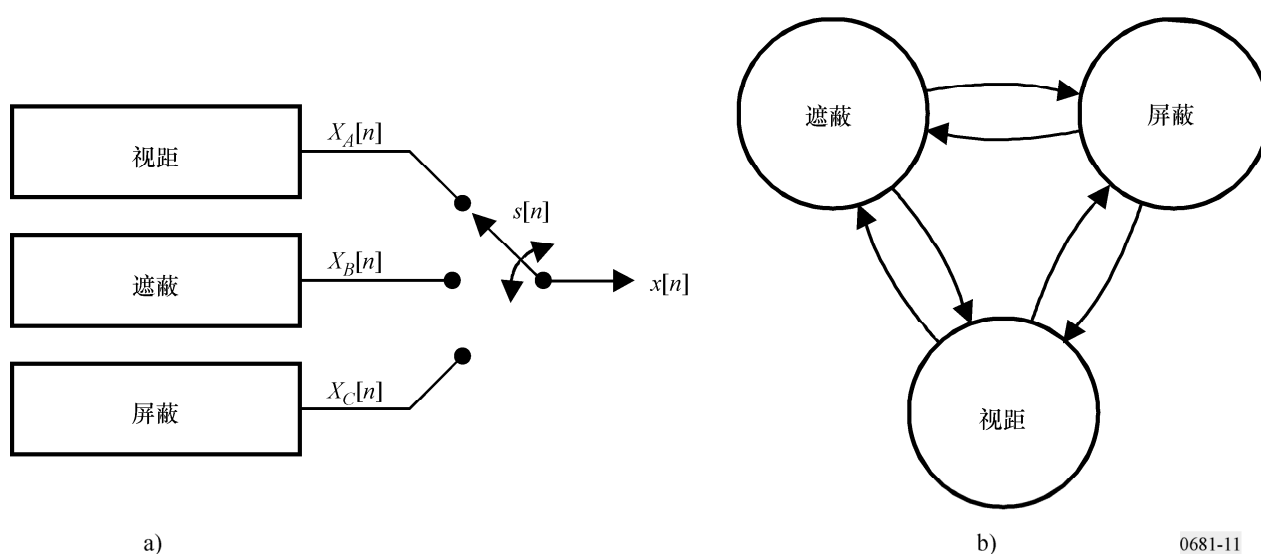 视距
X_A[n]
遮蔽
X_B[n]
屏蔽
X_C[n]
s[n]
x[n]
a)
遮蔽
屏蔽
视距
b)
0681-11